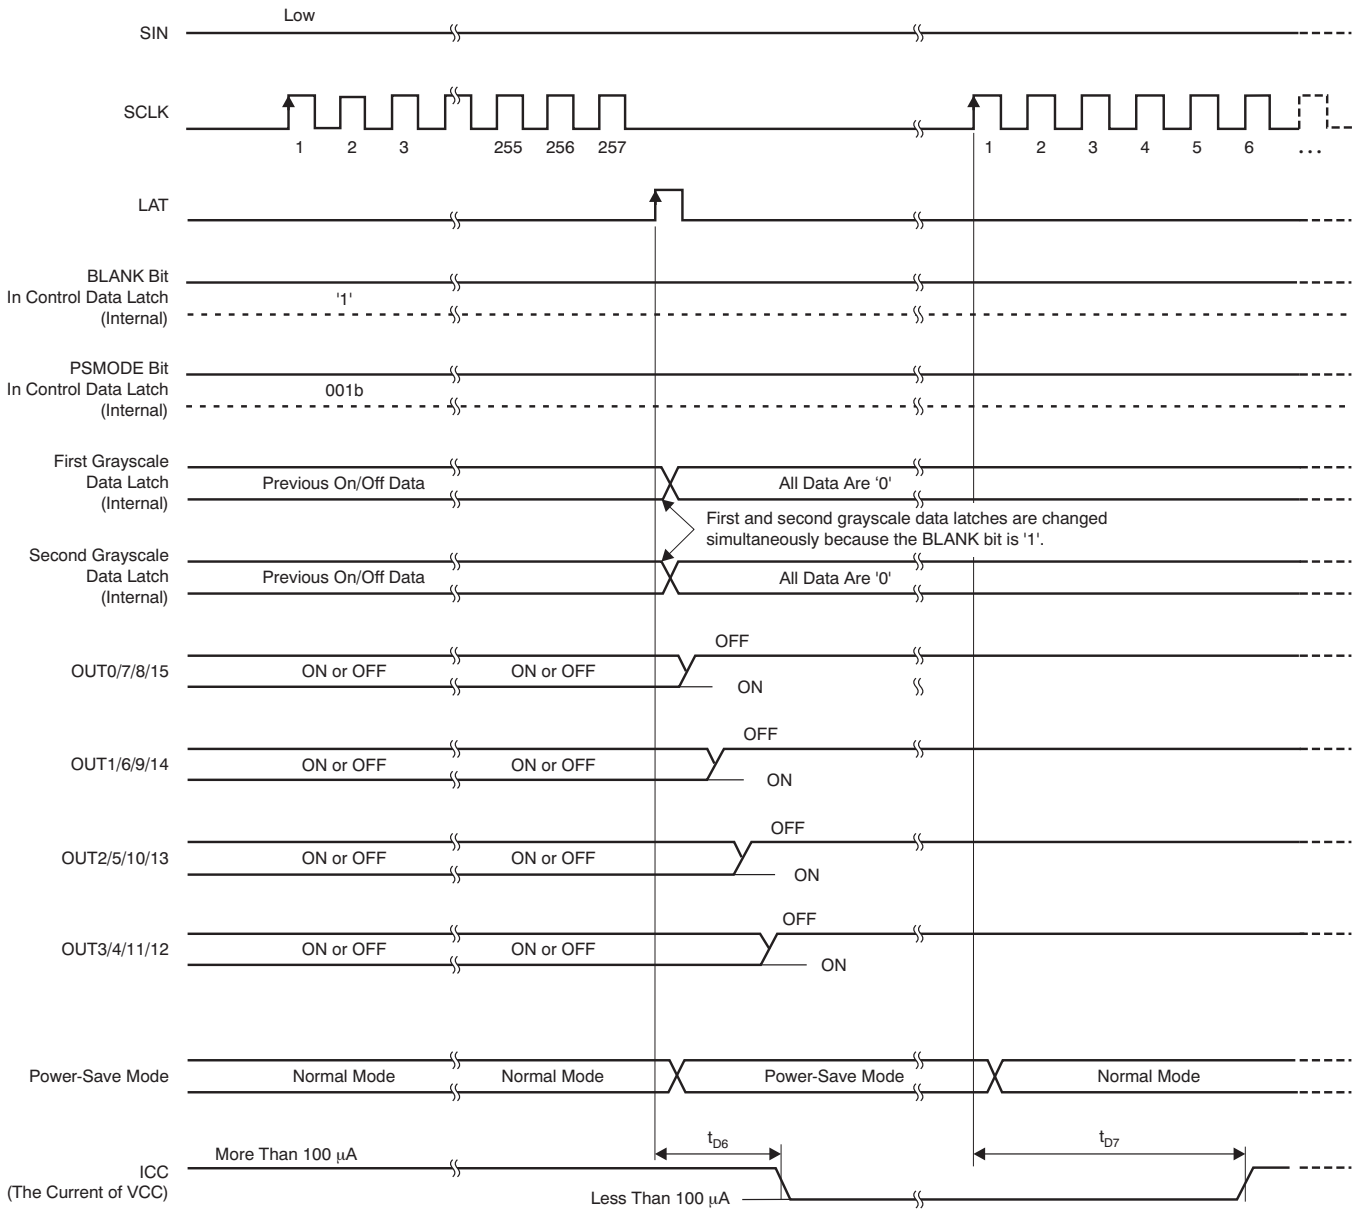 Low
SIN
SCLK
1 2 3 255 256 257 1 2 3 4 5 6 ...
LAT
BLANK Bit
In Control Data Latch
(Internal)
'1'
PSMODE Bit
In Control Data Latch
(Internal)
001b
First Grayscale
Data Latch
(Internal)
Previous On/Off Data
All Data Are '0'
First and second grayscale data latches are changed
simultaneously because the BLANK bit is '1'.
Second Grayscale
Data Latch
(Internal)
Previous On/Off Data
All Data Are '0'
OFF
OUT0/7/8/15
ON or OFF ON or OFF
ON
OFF
OUT1/6/9/14
ON or OFF ON or OFF
ON
OFF
OUT2/5/10/13
ON or OFF ON or OFF
ON
OFF
OUT3/4/11/12
ON or OFF ON or OFF
ON
Power-Save Mode
Normal Mode Normal Mode Power-Save Mode Normal Mode
tD6 tD7
More Than 100 μA
ICC
(The Current of VCC)
Less Than 100 μA